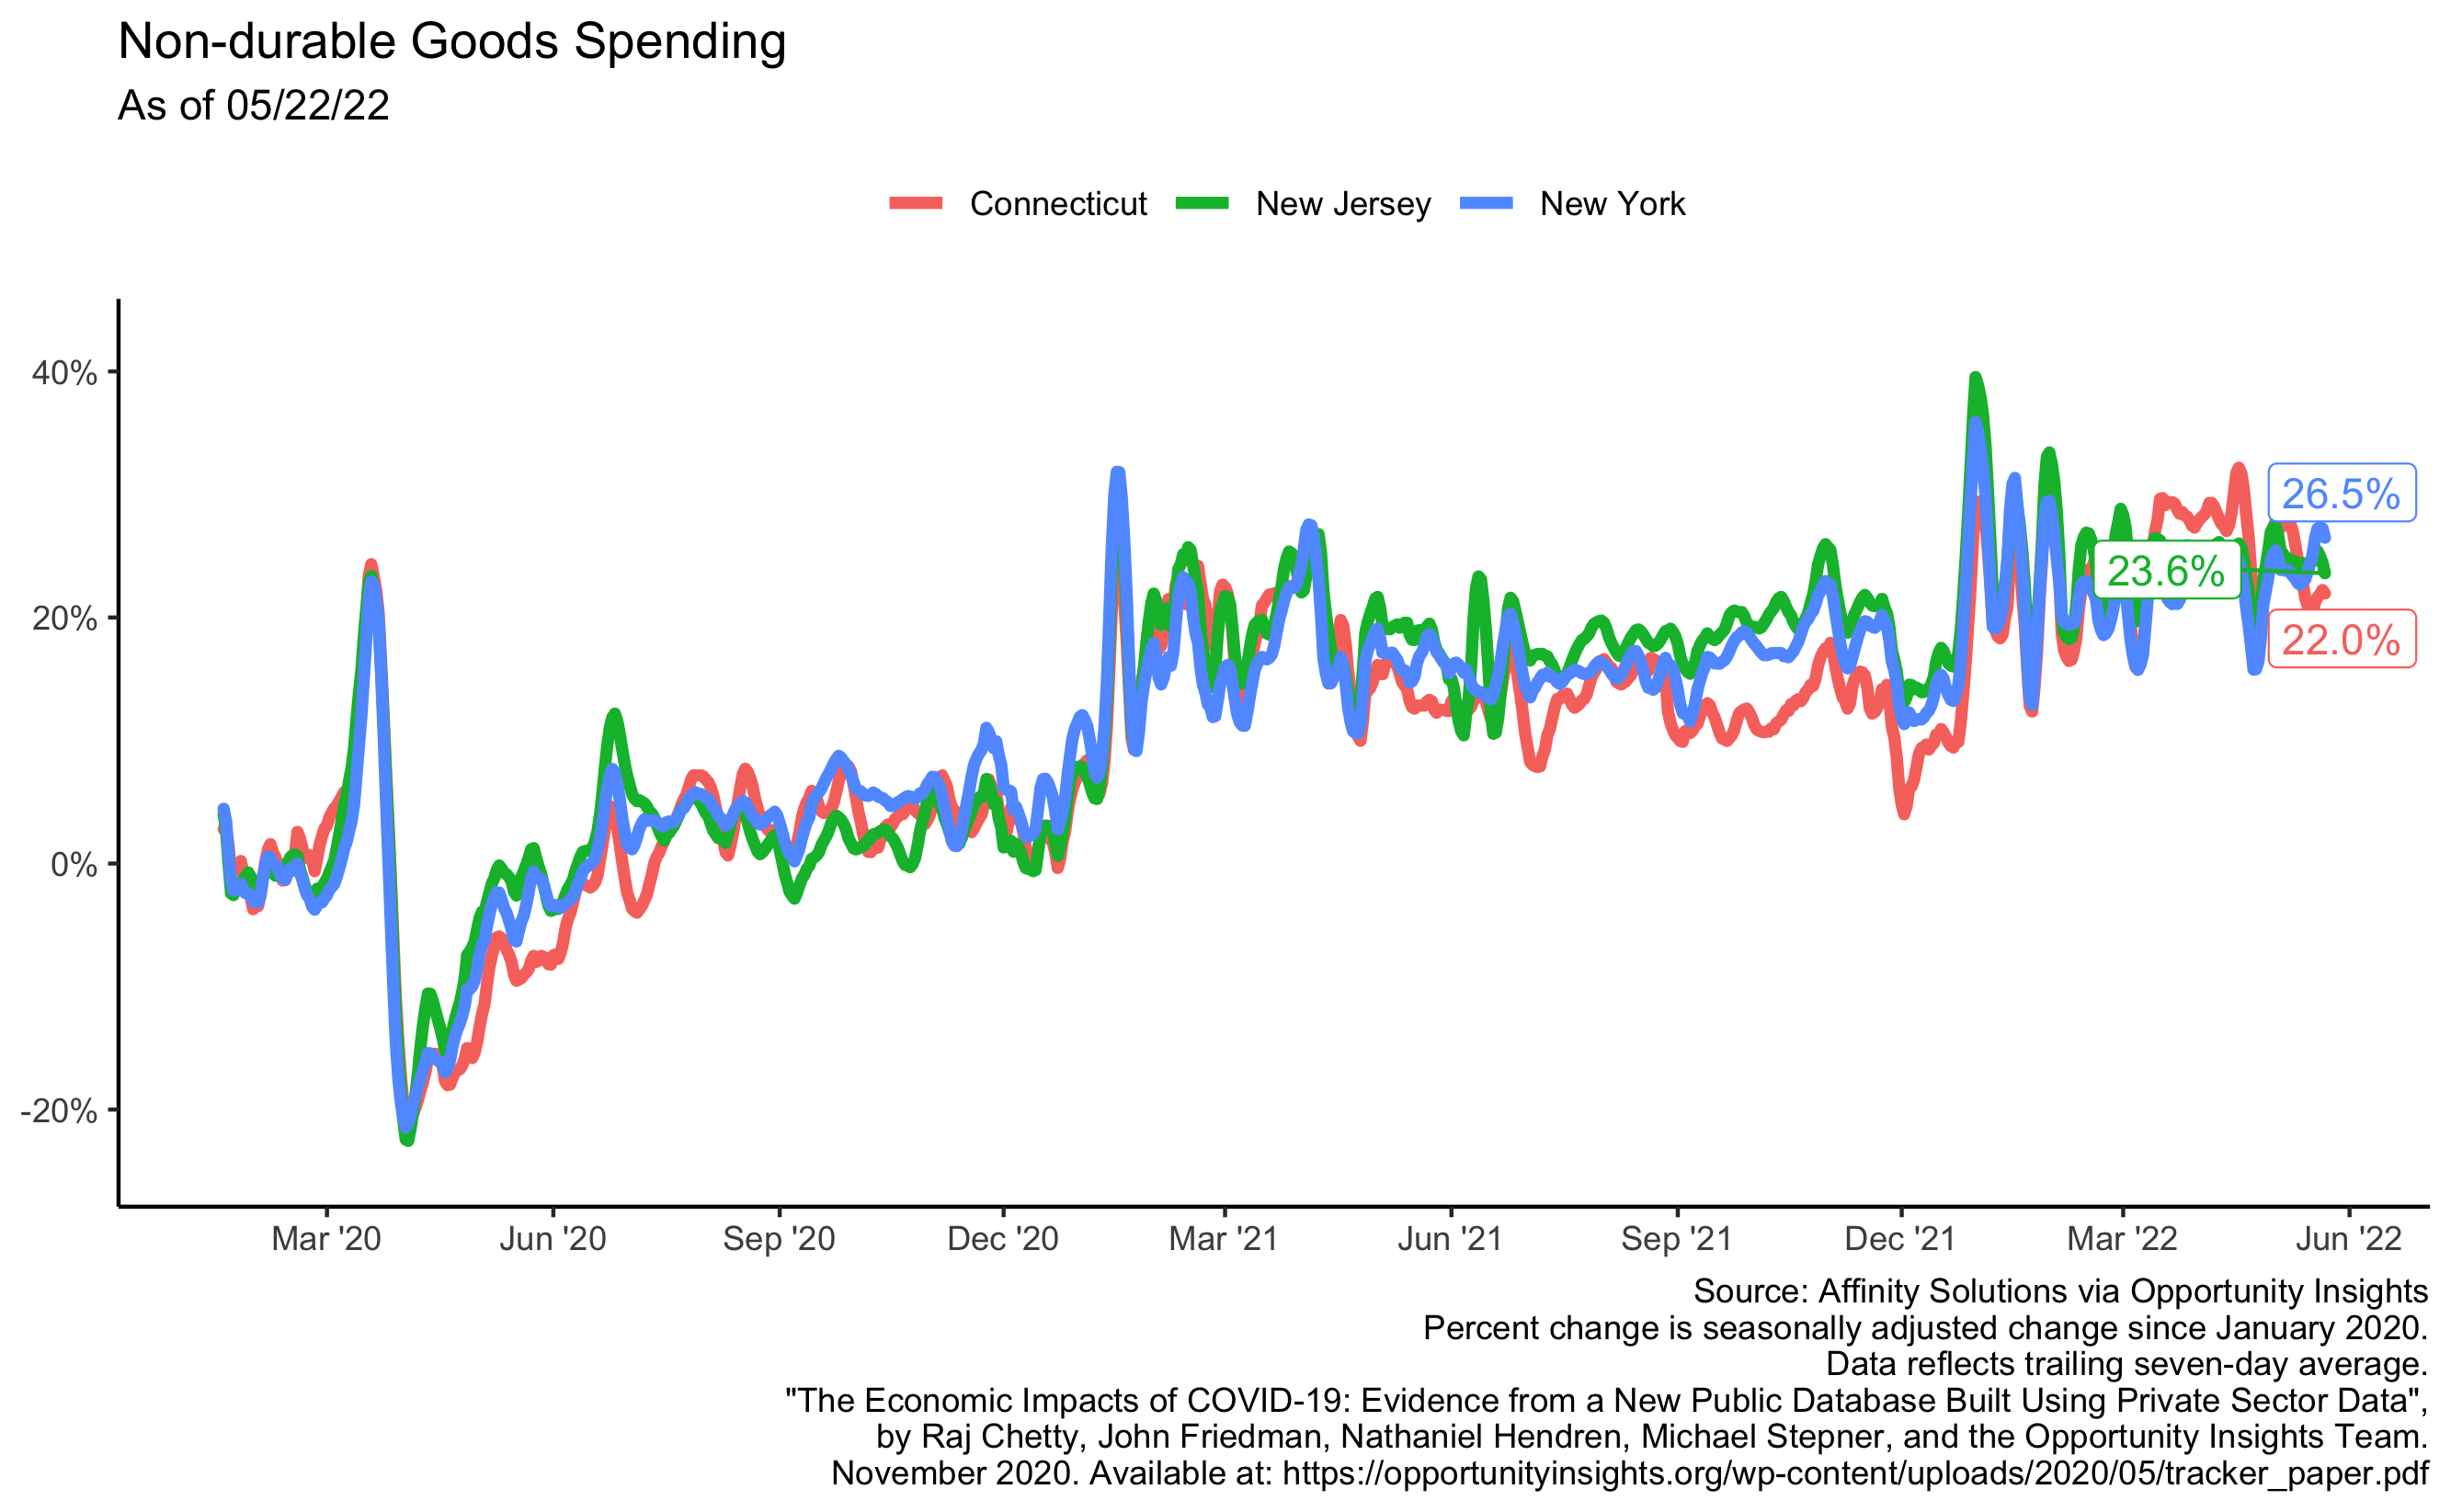 Non-durable Goods Spending
As of 05/22/22
Connecticut New Jersey New York
40%
20%
0%
-20%
26.5%
23.6%
22.0%
Mar '20 Jun '20 Sep '20 Dec '20 Mar '21 Jun '21 Sep '21 Dec '21 Mar '22 Jun '22
Source: Affinity Solutions via Opportunity Insights
Percent change is seasonally adjusted change since January 2020.
Data reflects trailing seven-day average.
"The Economic Impacts of COVID-19: Evidence from a New Public Database Built Using Private Sector Data",
by Raj Chetty, John Friedman, Nathaniel Hendren, Michael Stepner, and the Opportunity Insights Team.
November 2020. Available at: https://opportunityinsights.org/wp-content/uploads/2020/05/tracker_paper.pdf